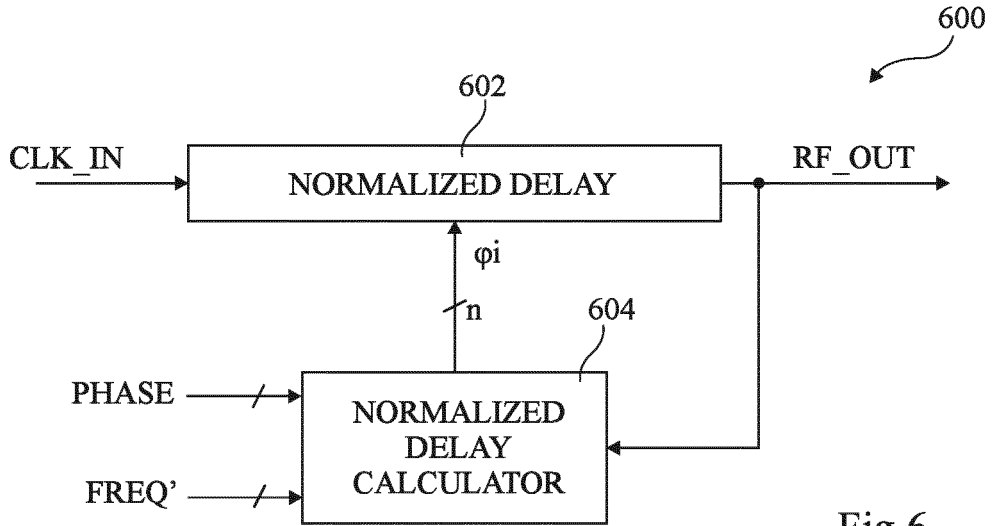 600
602
CLK_IN
NORMALIZED DELAY
RF_OUT
φi
n
604
PHASE
NORMALIZED
DELAY
CALCULATOR
FREQ’
Fig 6